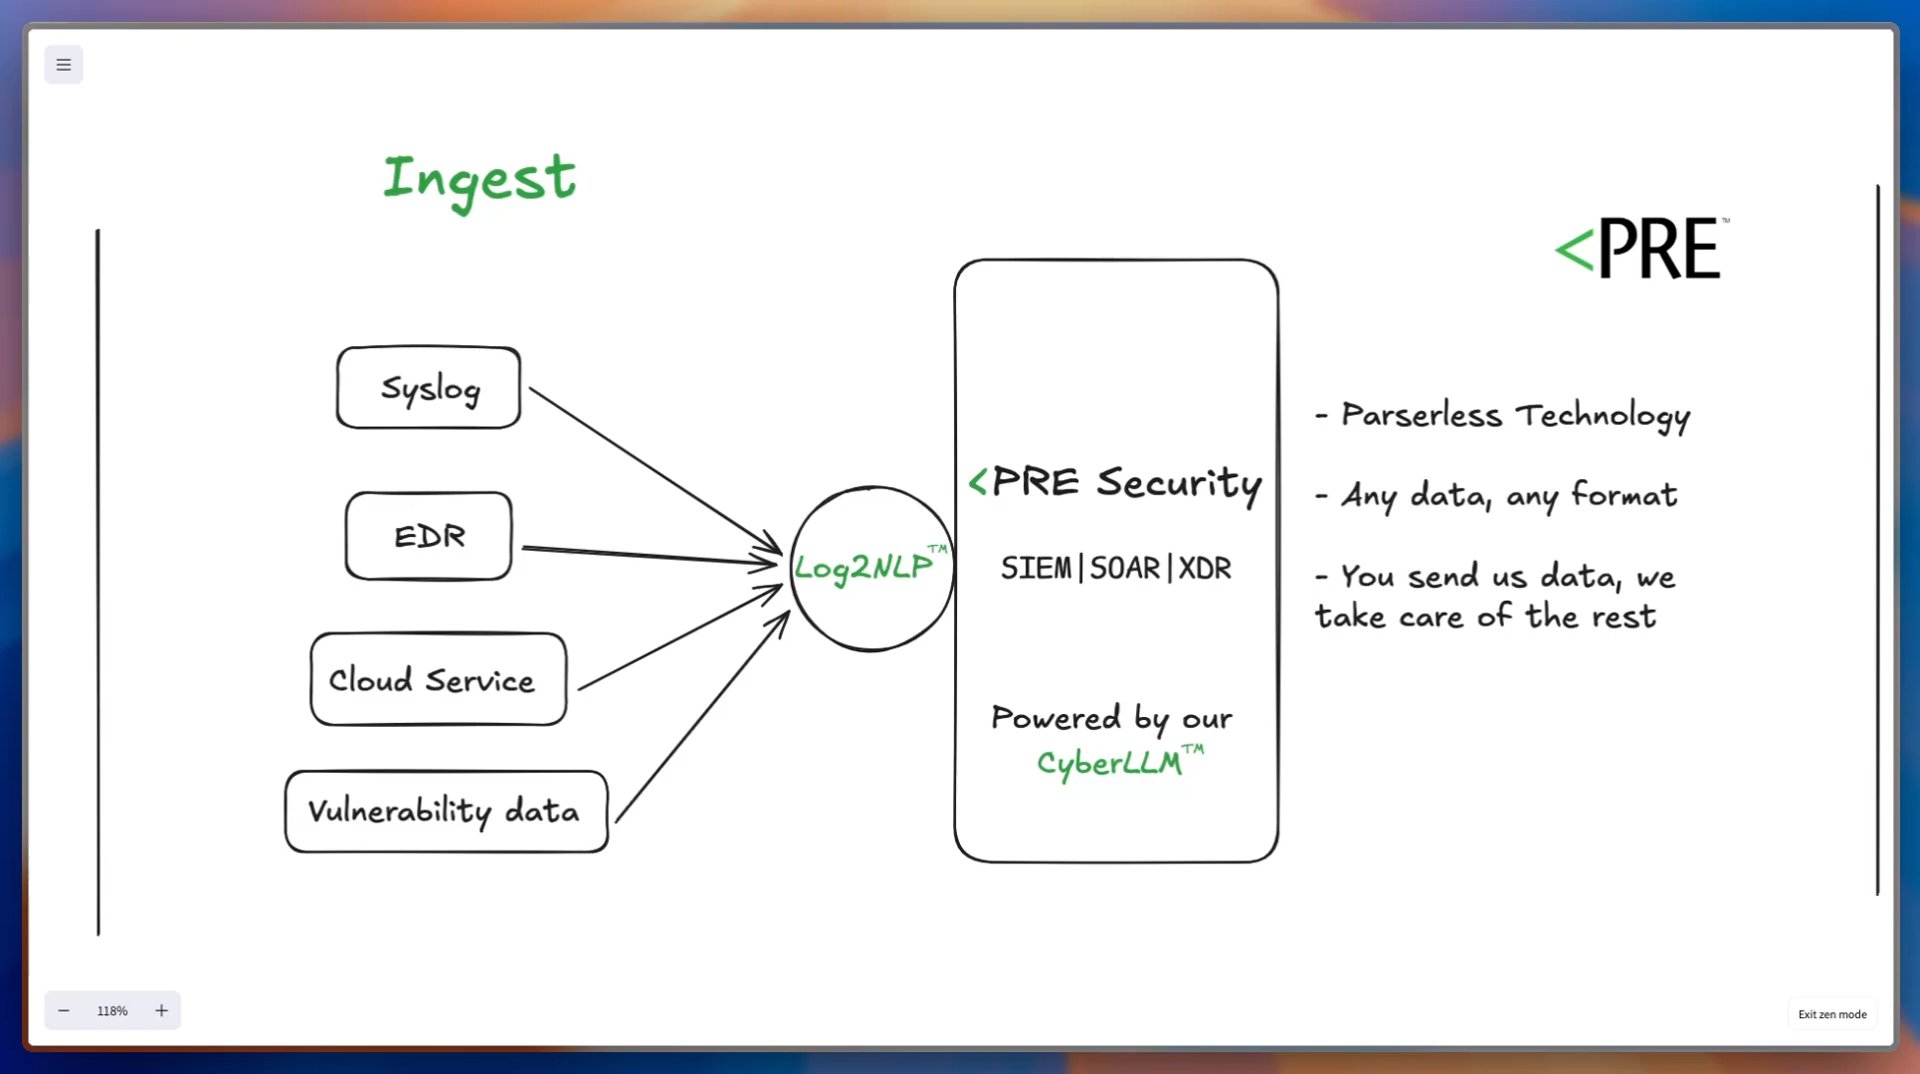 Ingest
<PRE™
Syslog
EDR
Cloud Service
Vulnerability data
Log2NLP™
<PRE Security
SIEM|SOAR|XDR
Powered by our
CyberLLM™
- Parserless Technology
- Any data, any format
- You send us data, we
take care of the rest
118%
Exit zen mode